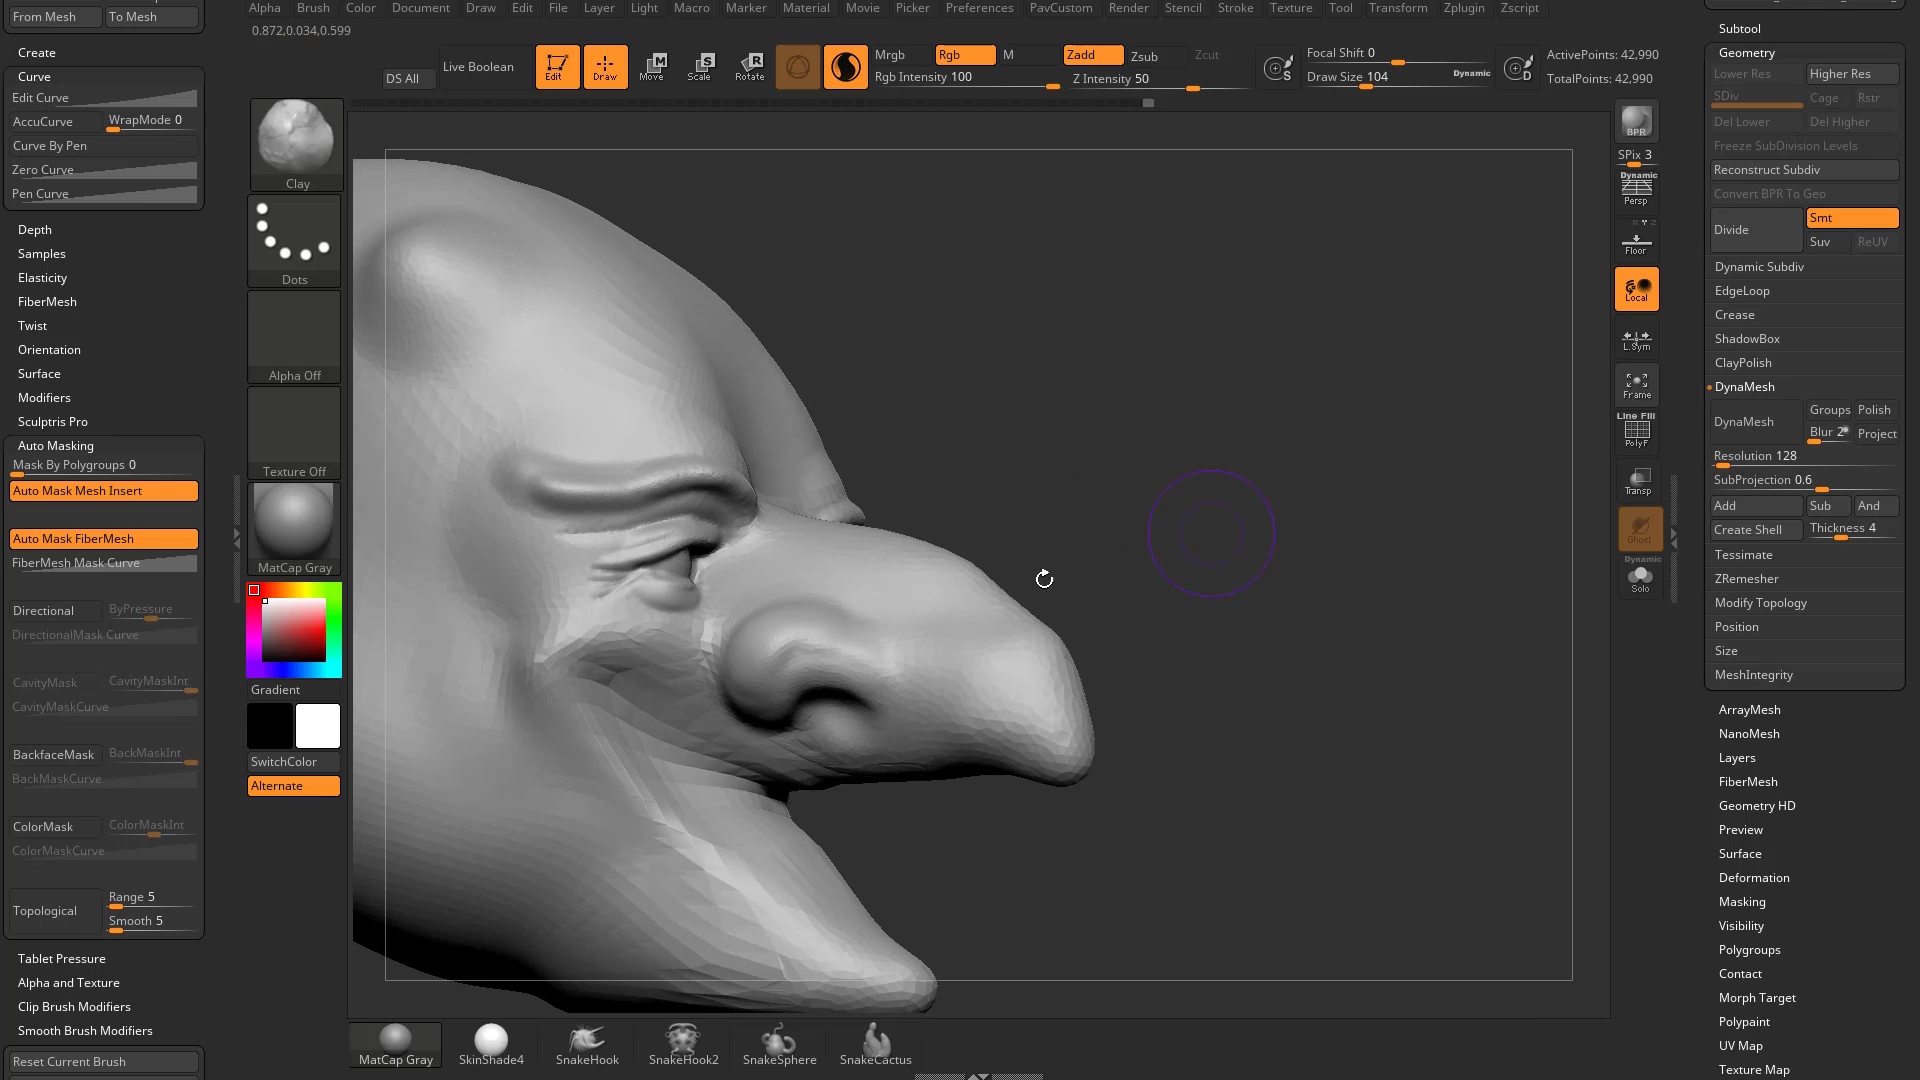 Alpha Brush Color Document Draw Edit File Layer Light Macro Marker Material Movie Picker Preferences PavCustom Render Stencil Stroke Texture Tool Transform Zplugin Zscript
0.872,0.034,0.599
From Mesh To Mesh
Create
Curve
Edit Curve
AccuCurve WrapMode 0
Curve By Pen
Zero Curve
Pen Curve
Depth
Samples
Elasticity
FiberMesh
Twist
Orientation
Surface
Modifiers
Sculptris Pro
Auto Masking
Mask By Polygroups 0
Auto Mask Mesh Insert
Auto Mask FiberMesh
FiberMesh Mask Curve
Directional ByPressure
DirectionalMask Curve
CavityMask CavityMaskInt
CavityMaskCurve
BackfaceMask BackMaskInt
BackMaskCurve
ColorMask ColorMaskInt
ColorMaskCurve
Topological Range 5
Smooth 5
Tablet Pressure
Alpha and Texture
Clip Brush Modifiers
Smooth Brush Modifiers
Reset Current Brush
DS All
Live Boolean
Edit
Draw
Move
Scale
Rotate
Mrgb Rgb M Zadd Zsub Zcut
Rgb Intensity 100 Z Intensity 50
S
Focal Shift 0
Draw Size 104 Dynamic
D
ActivePoints: 42,990
TotalPoints: 42,990
Clay
Dots
Alpha Off
Texture Off
MatCap Gray
Gradient
SwitchColor
Alternate
BPR
SPix 3
Dynamic
Persp
Floor
Local
L.Sym
Frame
Line Fill
PolyF
Transp
Ghost
Dynamic
Solo
MatCap Gray SkinShade4 SnakeHook SnakeHook2 SnakeSphere SnakeCactus
Subtool
Geometry
Lower Res Higher Res
SDiv Cage Rstr
Del Lower Del Higher
Freeze SubDivision Levels
Reconstruct Subdiv
Convert BPR To Geo
Divide Smt
Suv ReUV
Dynamic Subdiv
EdgeLoop
Crease
ShadowBox
ClayPolish
DynaMesh
DynaMesh Groups Polish
Blur 2 Project
Resolution 128
SubProjection 0.6
Add Sub And
Create Shell Thickness 4
Tessimate
ZRemesher
Modify Topology
Position
Size
MeshIntegrity
ArrayMesh
NanoMesh
Layers
FiberMesh
Geometry HD
Preview
Surface
Deformation
Masking
Visibility
Polygroups
Contact
Morph Target
Polypaint
UV Map
Texture Map